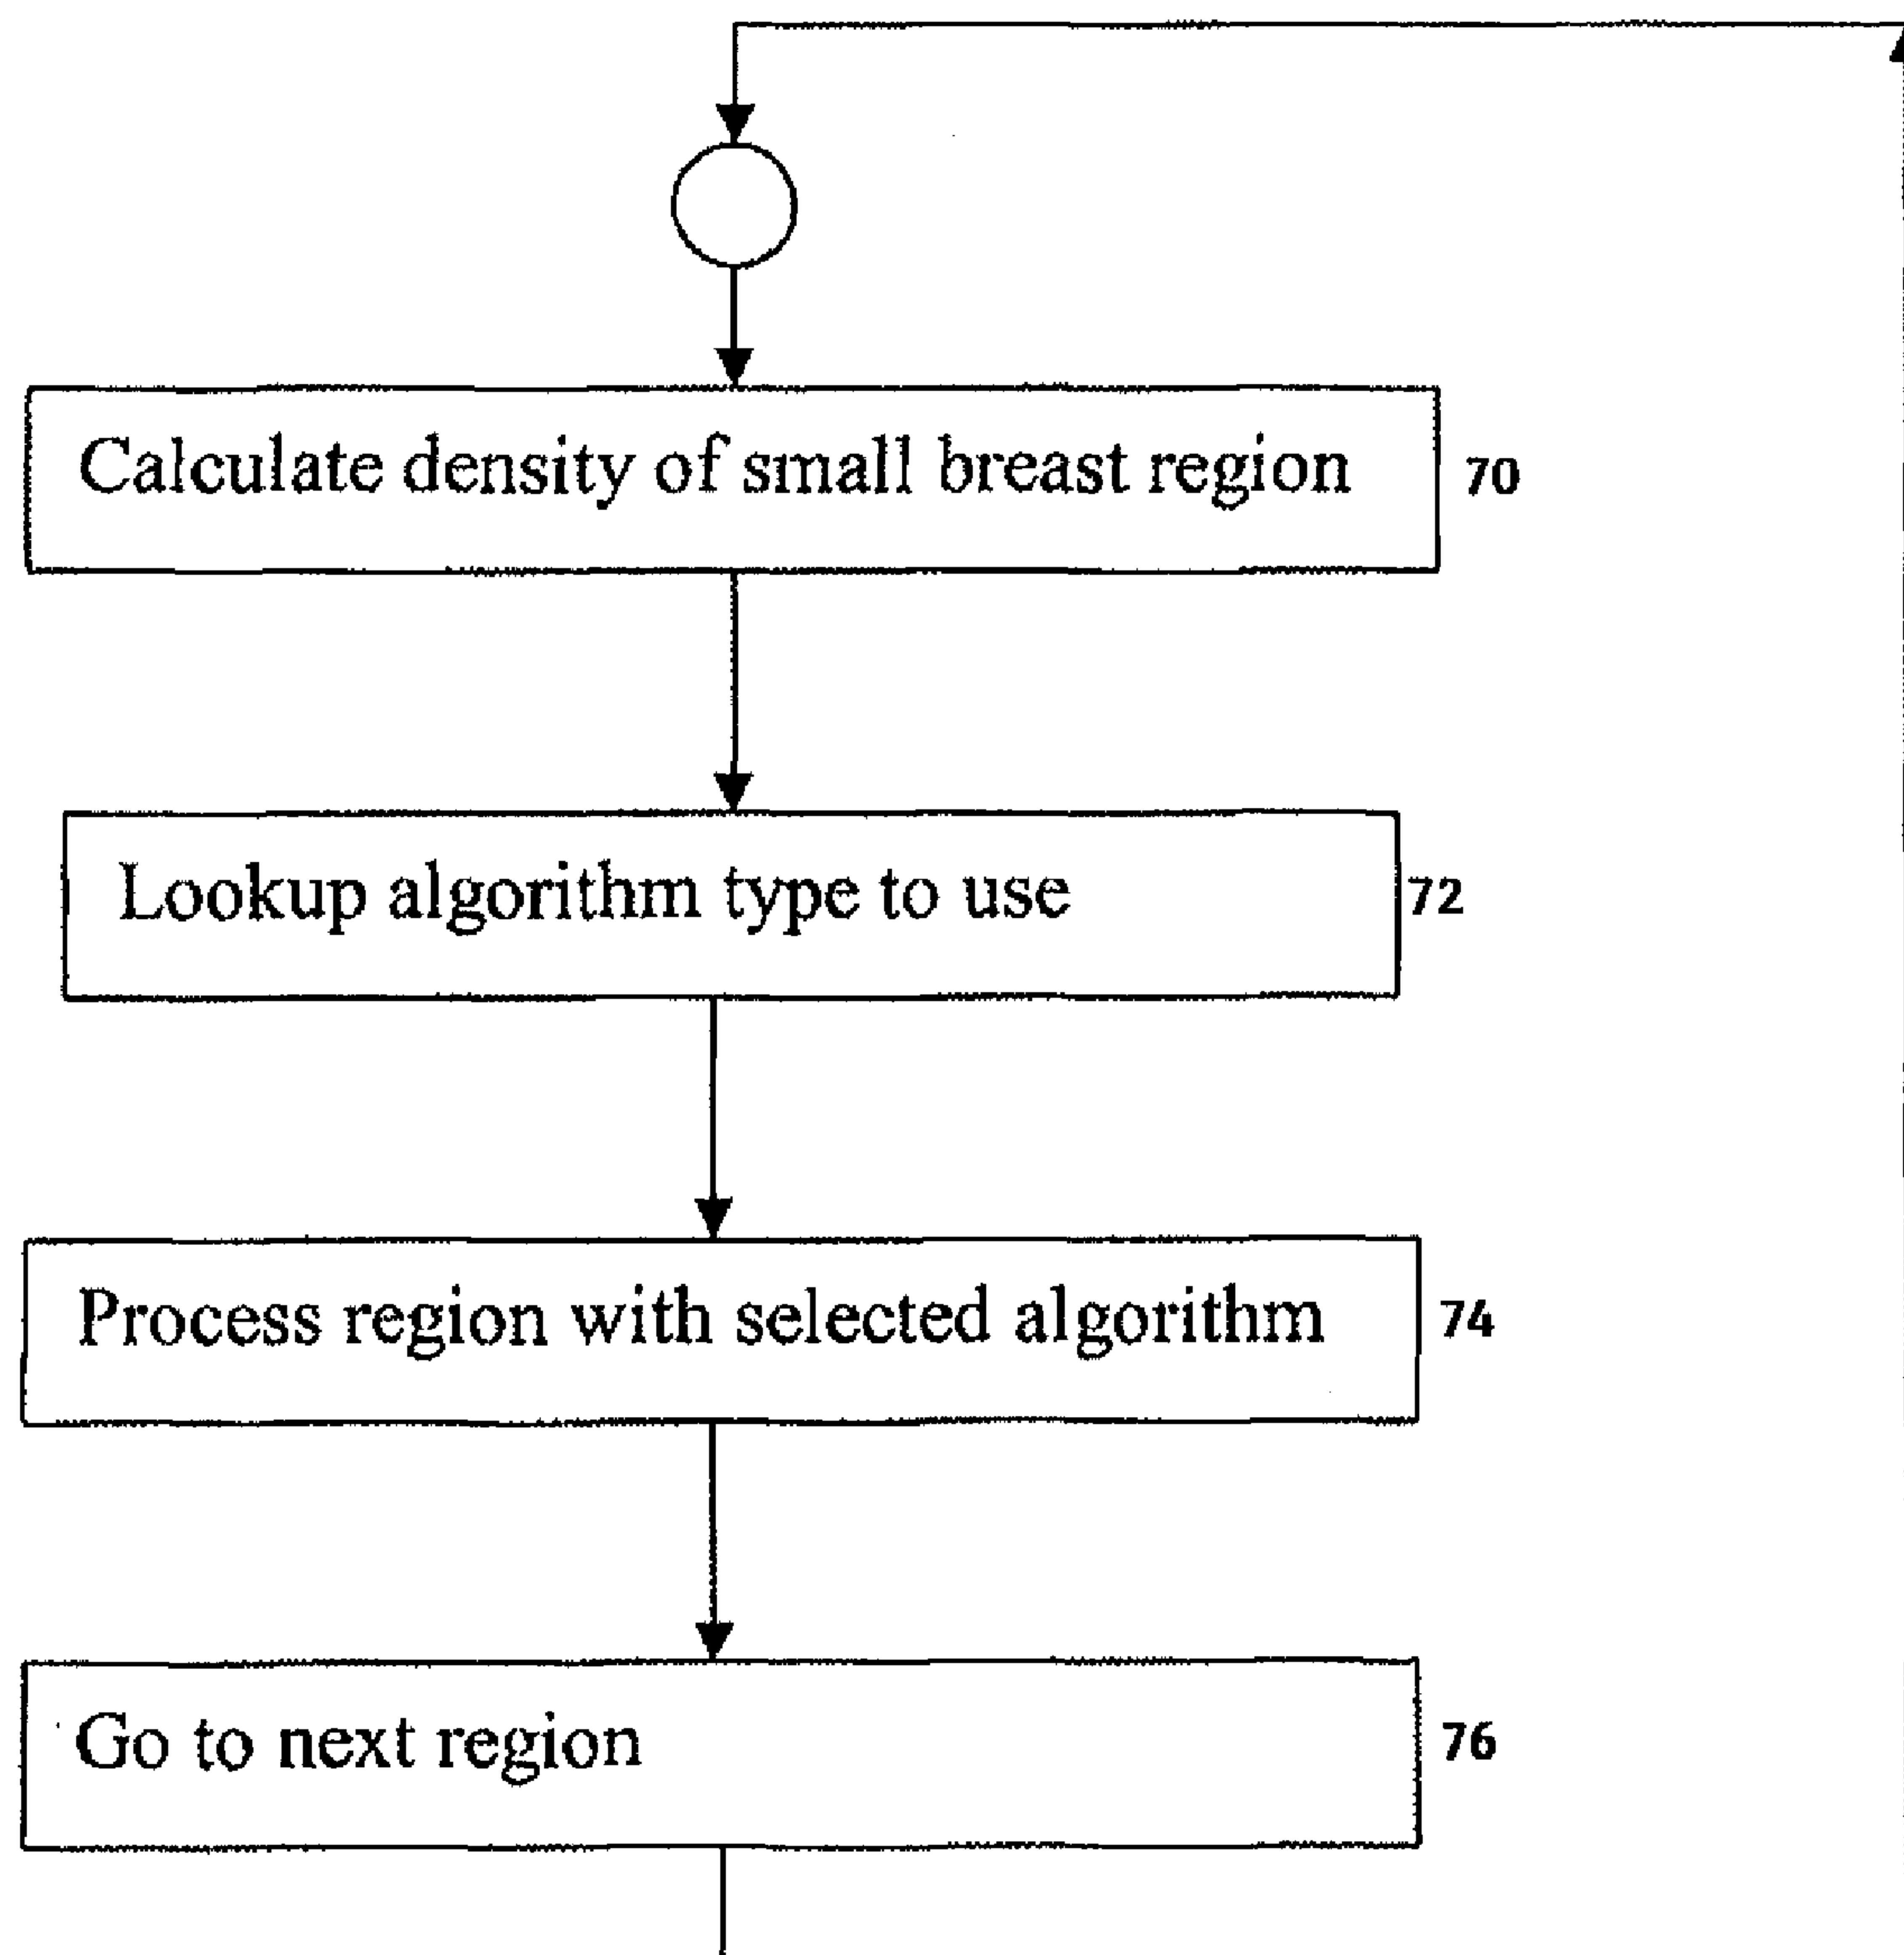 Calculate density of small breast region 70
Lookup algorithm type to use 72
Process region with selected algorithm 74
Go to next region 76